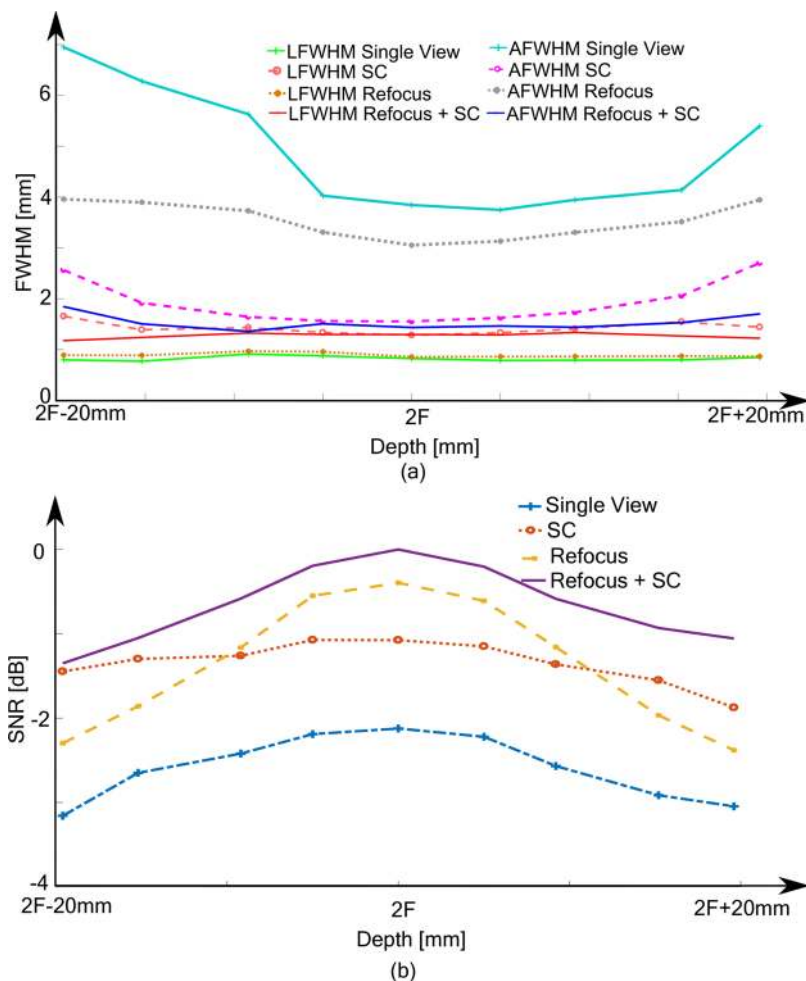 6
4
2
0
FWHM [mm]
LFWHM Single View
LFWHM SC
LFWHM Refocus
LFWHM Refocus + SC
AFWHM Single View
AFWHM SC
AFWHM Refocus
AFWHM Refocus + SC
2F-20mm
2F
2F+20mm
Depth [mm]
(a)
0
-2
-4
SNR [dB]
Single View
SC
Refocus
Refocus + SC
2F-20mm
2F
2F+20mm
Depth [mm]
(b)